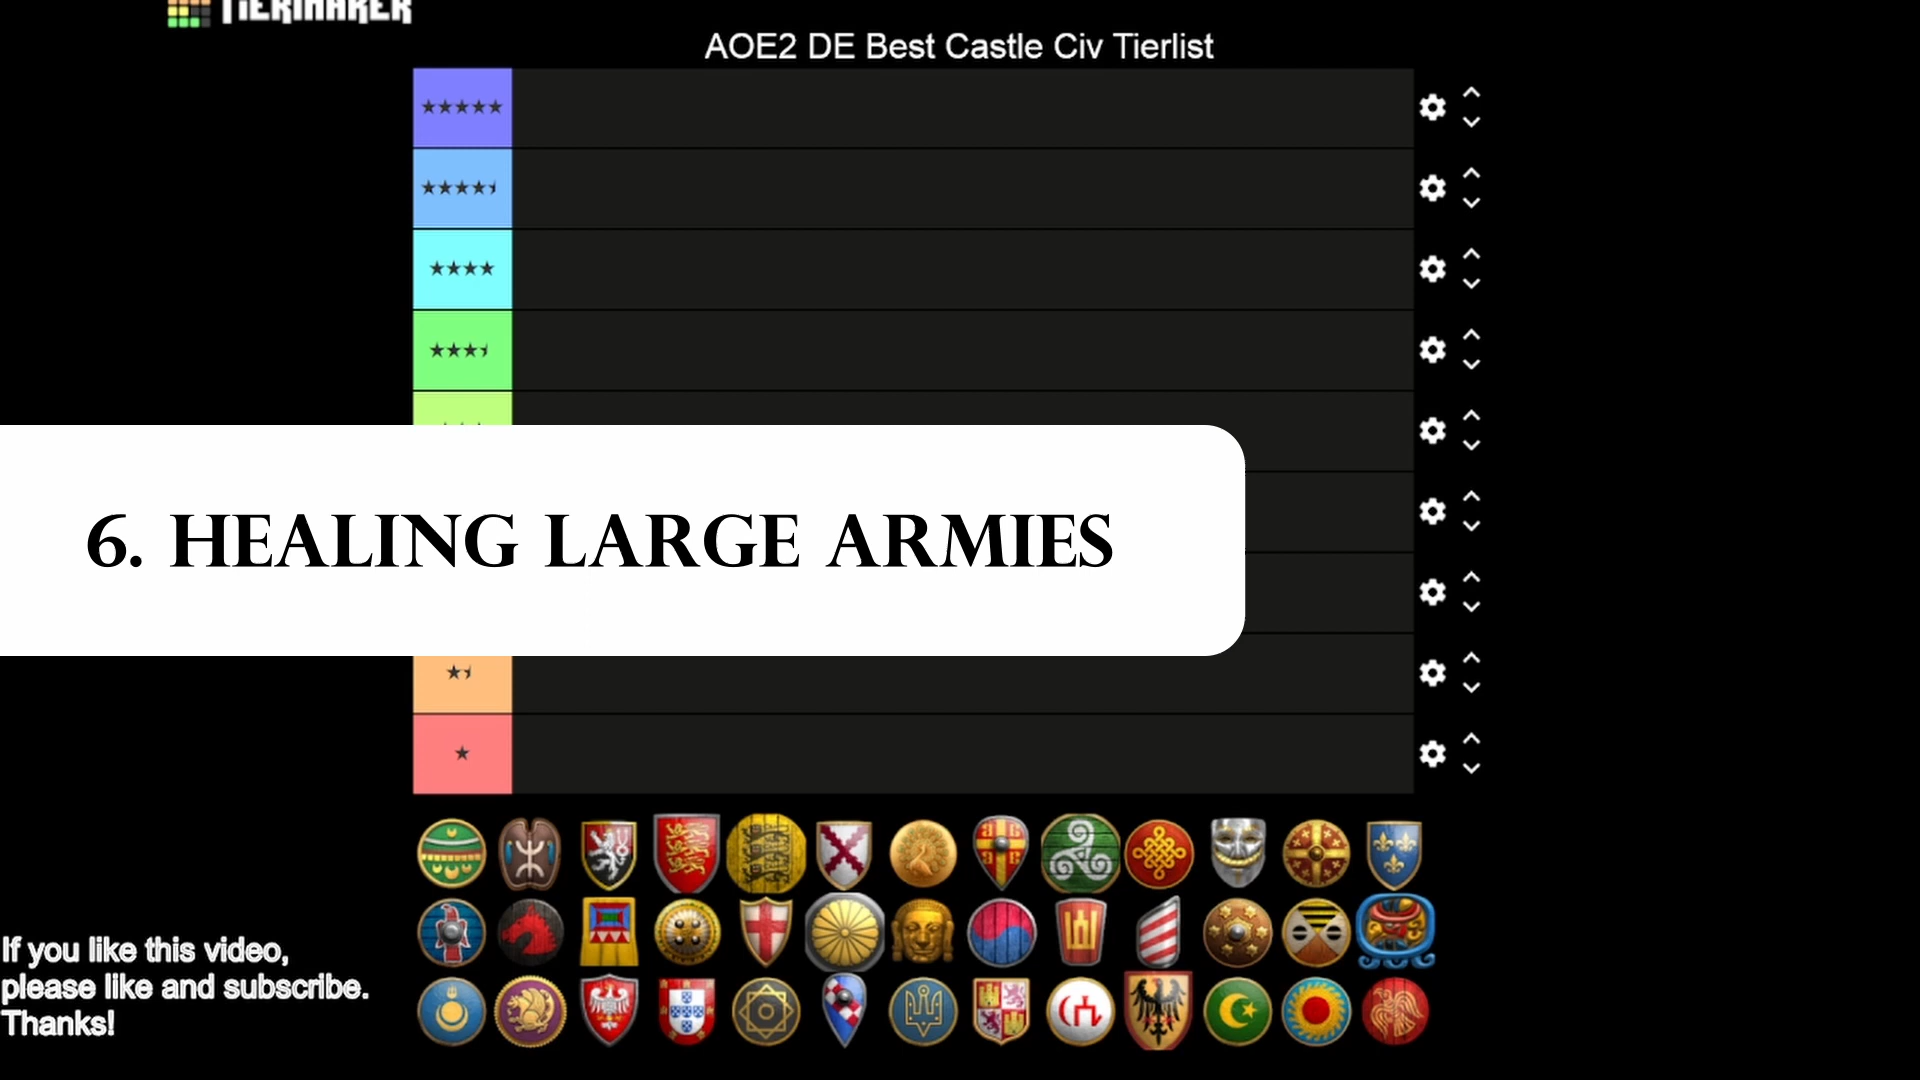 TIERMAKER
AOE2 DE Best Castle Civ Tierlist
6. HEALING LARGE ARMIES
If you like this video,
please like and subscribe.
Thanks!